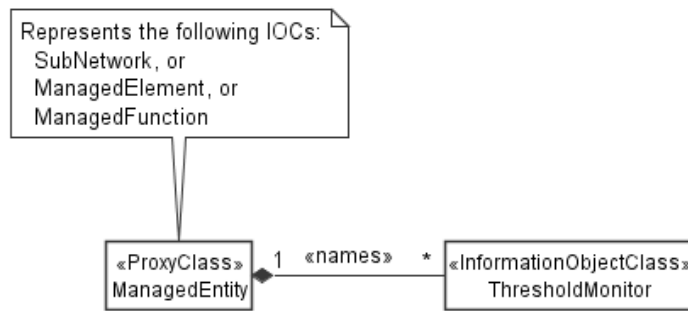 Represents the following IOCs:
SubNetwork, or
ManagedElement, or
ManagedFunction
«ProxyClass»
ManagedEntity
1 «names» *
«InformationObjectClass»
ThresholdMonitor